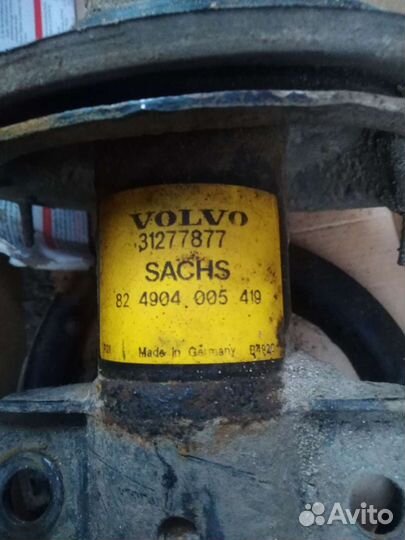 VOLVO
31277877
SACHS
82 4904 005 419
Made in Germany
Avito